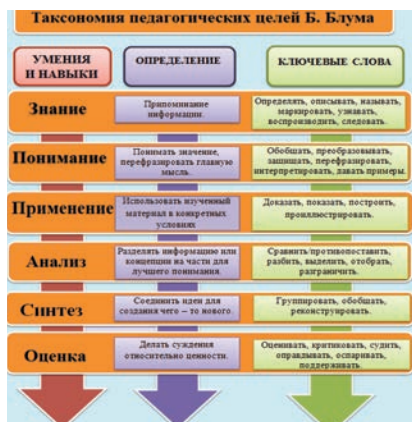 Таксономия педагогических целей Б. Блума
УМЕНИЯ
И НАВЫКИ
ОПРЕДЕЛЕНИЕ
КЛЮЧЕВЫЕ СЛОВА
Знание
Припоминание
информации.
Определять, описывать, называть,
маркировать, узнавать,
воспроизводить, следовать.
Понимание
Понимать значение,
перефразировать главную
мысль.
Обобщать, преобразовывать,
защищать, перефразировать,
интерпретировать, давать примеры.
Применение
Использовать изученный
материал в конкретных
условиях
Доказать, показать, построить,
проиллюстрировать.
Анализ
Разделять информацию или
концепции на части для
лучшего понимания.
Сравнить/противопоставить,
разбить, выделить, отобрать,
разграничить.
Синтез
Соединить идеи для
создания чего – то нового.
Группировать, обобщать,
реконструировать.
Оценка
Делать суждения
относительно ценности.
Оценивать, критиковать, судить,
оправдывать, оспаривать,
поддерживать.